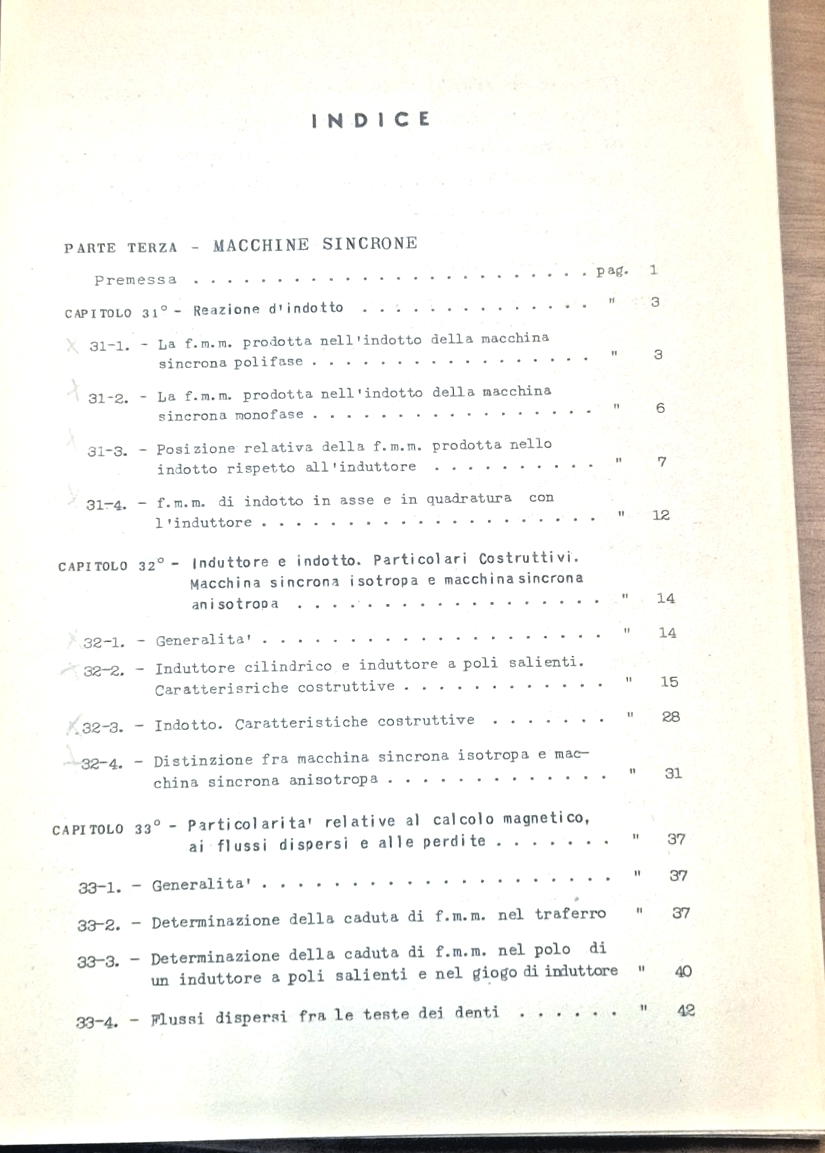 INDICE
PARTE TERZA - MACCHINE SINCRONE
Premessa . . . . . . . . . . . . . . . . . . . . . . . . pag. 1
CAPITOLO 31° - Reazione d'indotto . . . . . . . . . . . . . . " 3
31-1. - La f.m.m. prodotta nell'indotto della macchina
sincrona polifase . . . . . . . . . . . . . . . . . " 3
31-2. - La f.m.m. prodotta nell'indotto della macchina
sincrona monofase . . . . . . . . . . . . . . . . . " 6
31-3. - Posizione relativa della f.m.m. prodotta nello
indotto rispetto all'induttore . . . . . . . . . . " 7
31-4. - f.m.m. di indotto in asse e in quadratura con
l'induttore . . . . . . . . . . . . . . . . . . . . " 12
CAPITOLO 32° - Induttore e indotto. Particolari Costruttivi.
Macchina sincrona isotropa e macchina sincrona
anisotropa . . . . . . . . . . . . . . . . . . " 14
32-1. - Generalita' . . . . . . . . . . . . . . . . . . . . " 14
32-2. - Induttore cilindrico e induttore a poli salienti.
Caratterisriche costruttive . . . . . . . . . . . . " 15
32-3. - Indotto. Caratteristiche costruttive . . . . . . . " 28
32-4. - Distinzione fra macchina sincrona isotropa e mac-
china sincrona anisotropa . . . . . . . . . . . . . " 31
CAPITOLO 33° - Particolarita' relative al calcolo magnetico,
ai flussi dispersi e alle perdite . . . . . . . " 37
33-1. - Generalita' . . . . . . . . . . . . . . . . . . . . " 37
33-2. - Determinazione della caduta di f.m.m. nel traferro " 37
33-3. - Determinazione della caduta di f.m.m. nel polo di
un induttore a poli salienti e nel giogo di induttore " 40
33-4. - Flussi dispersi fra le teste dei denti . . . . . . " 42